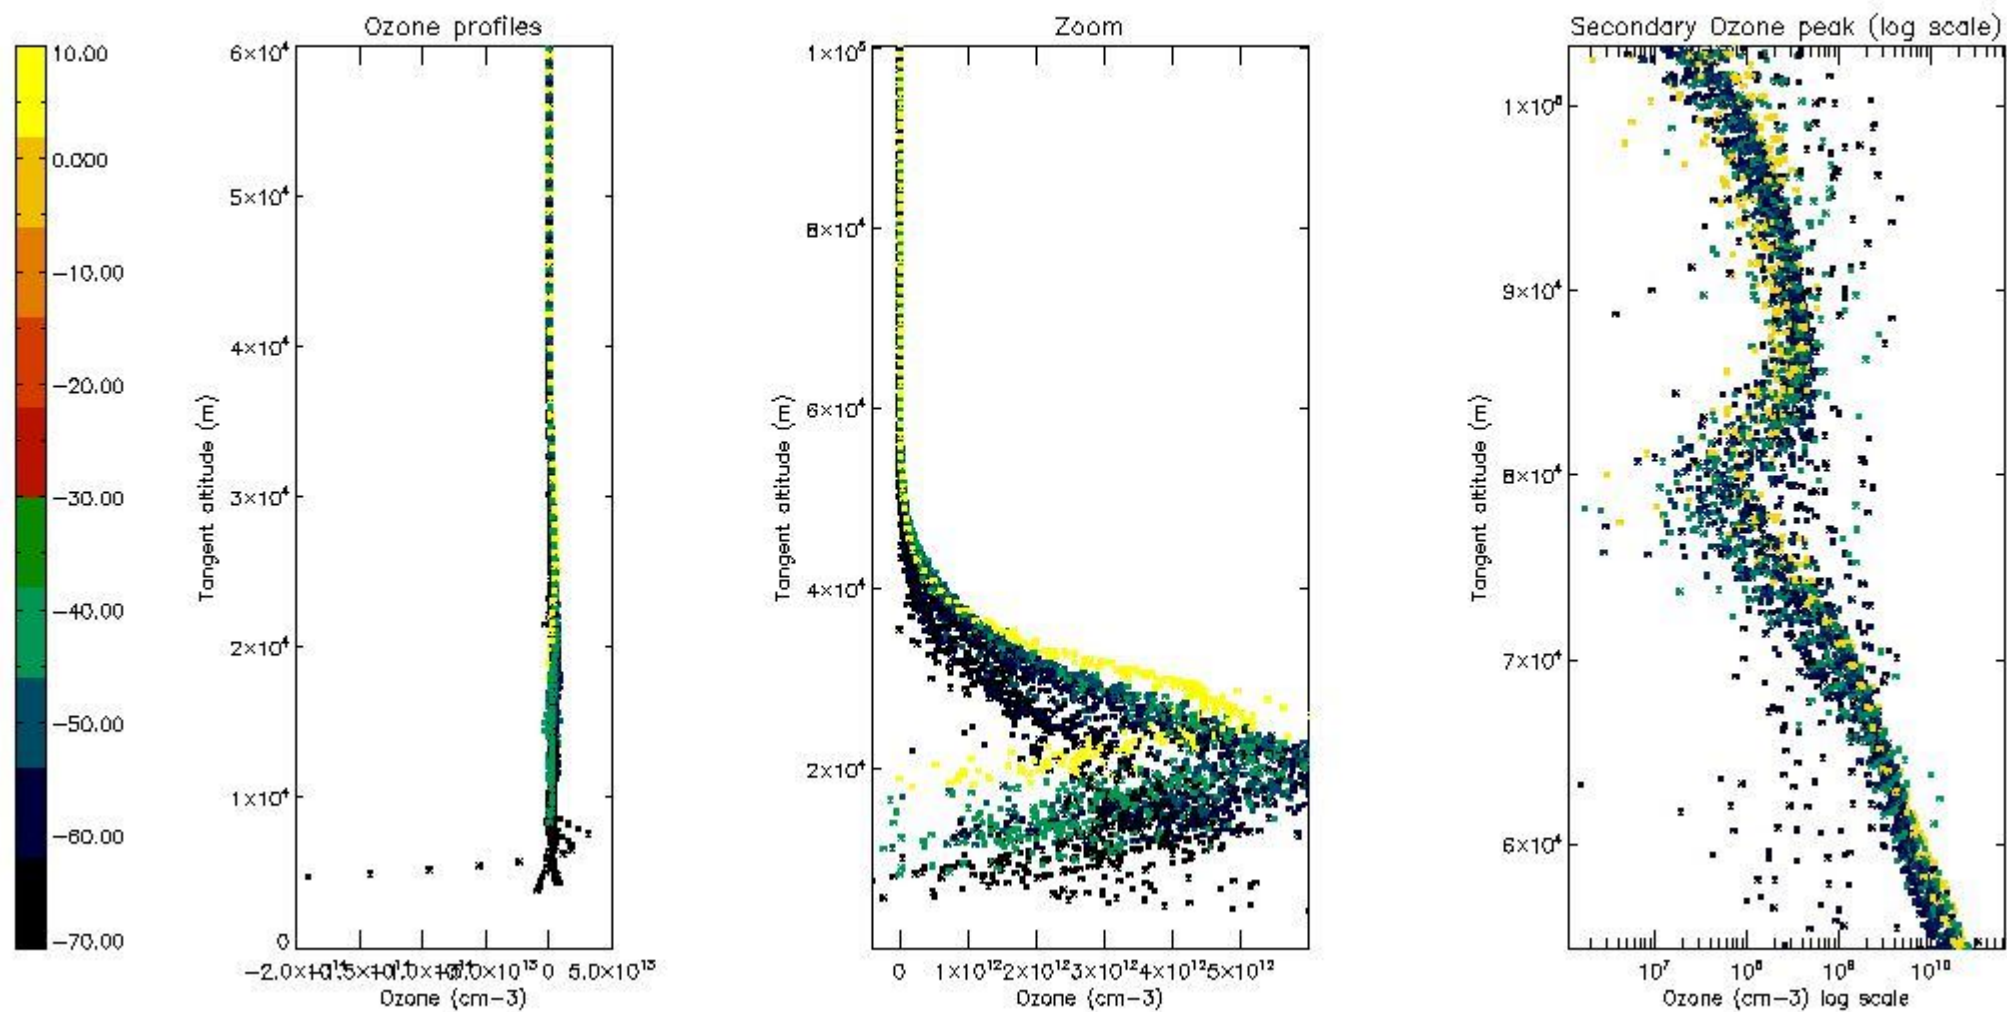 Ozone profiles
Zoom
Secondary Ozone peak (log scale)
10.00
0.00
-10.00
-20.00
-30.00
-40.00
-50.00
-60.00
-70.00
6×10⁴
5×10⁴
4×10⁴
3×10⁴
2×10⁴
1×10⁴
0
Tangent altitude (m)
5.0×10¹³
0
Ozone (cm-3)
1×10⁵
8×10⁴
6×10⁴
4×10⁴
2×10⁴
Tangent altitude (m)
0 1×10¹² 2×10¹² 3×10¹² 4×10¹² 5×10¹²
Ozone (cm-3)
9×10⁴
8×10⁴
7×10⁴
6×10⁴
Tangent altitude (m)
10⁷ 10⁸ 10⁹ 10¹⁰
Ozone (cm-3) log scale